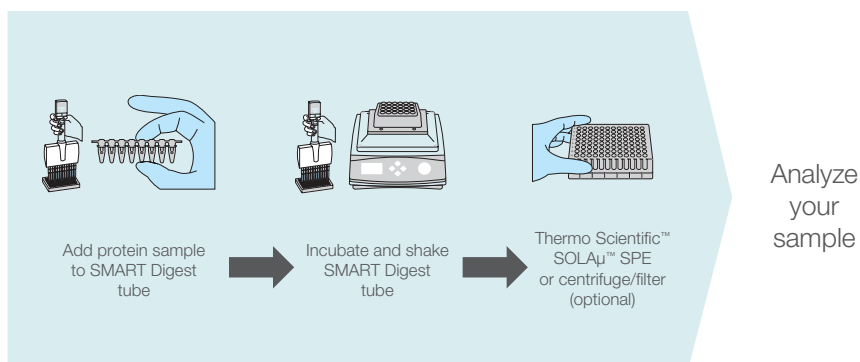 Add protein sample
to SMART Digest
tube
Incubate and shake
SMART Digest
tube
Thermo Scientific™
SOLAµ™ SPE
or centrifuge/filter
(optional)
Analyze
your
sample